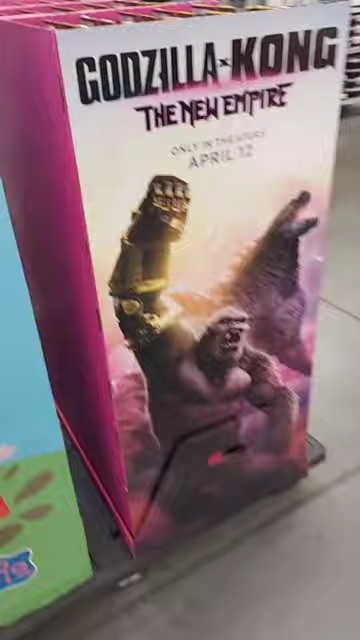 GODZILLA x KONG
THE NEW EMPIRE
ONLY IN THEATERS
APRIL 12